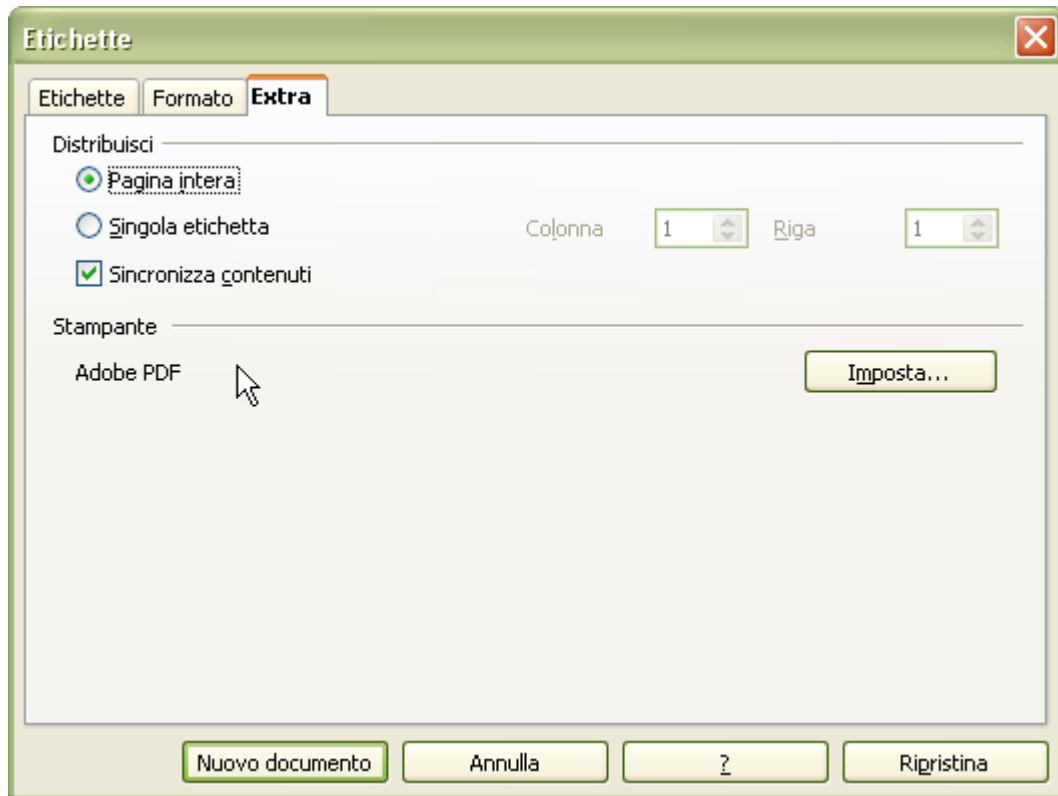 Etichette
Etichette Formato Extra
Distribuisci
Pagina intera
Singola etichetta Colonna 1 Riga 1
Sincronizza contenuti
Stampante
Adobe PDF Imposta...
Nuovo documento Annulla ? Ripristina